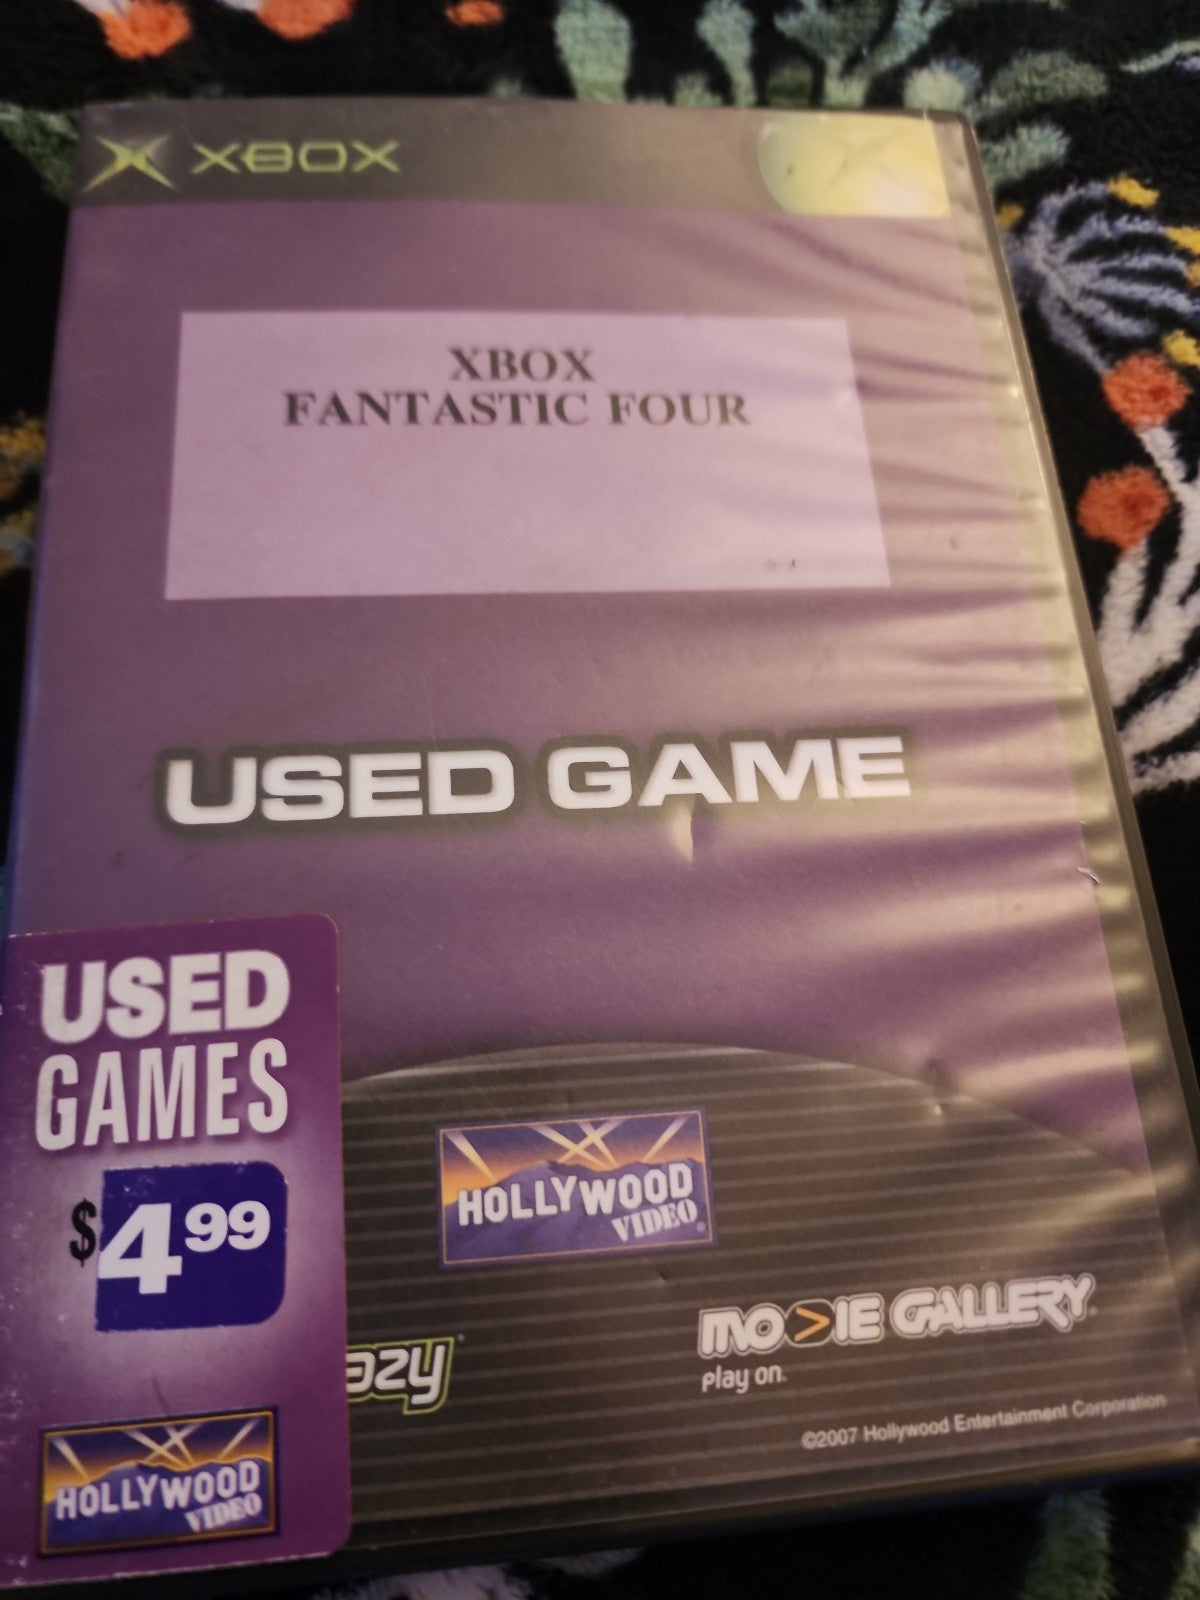 XBOX
XBOX
FANTASTIC FOUR
USED GAME
USED
GAMES
$4.99
HOLLYWOOD
VIDEO
HOLLYWOOD
VIDEO®
azy
MOVIE GALLERY
play on.
©2007 Hollywood Entertainment Corporation